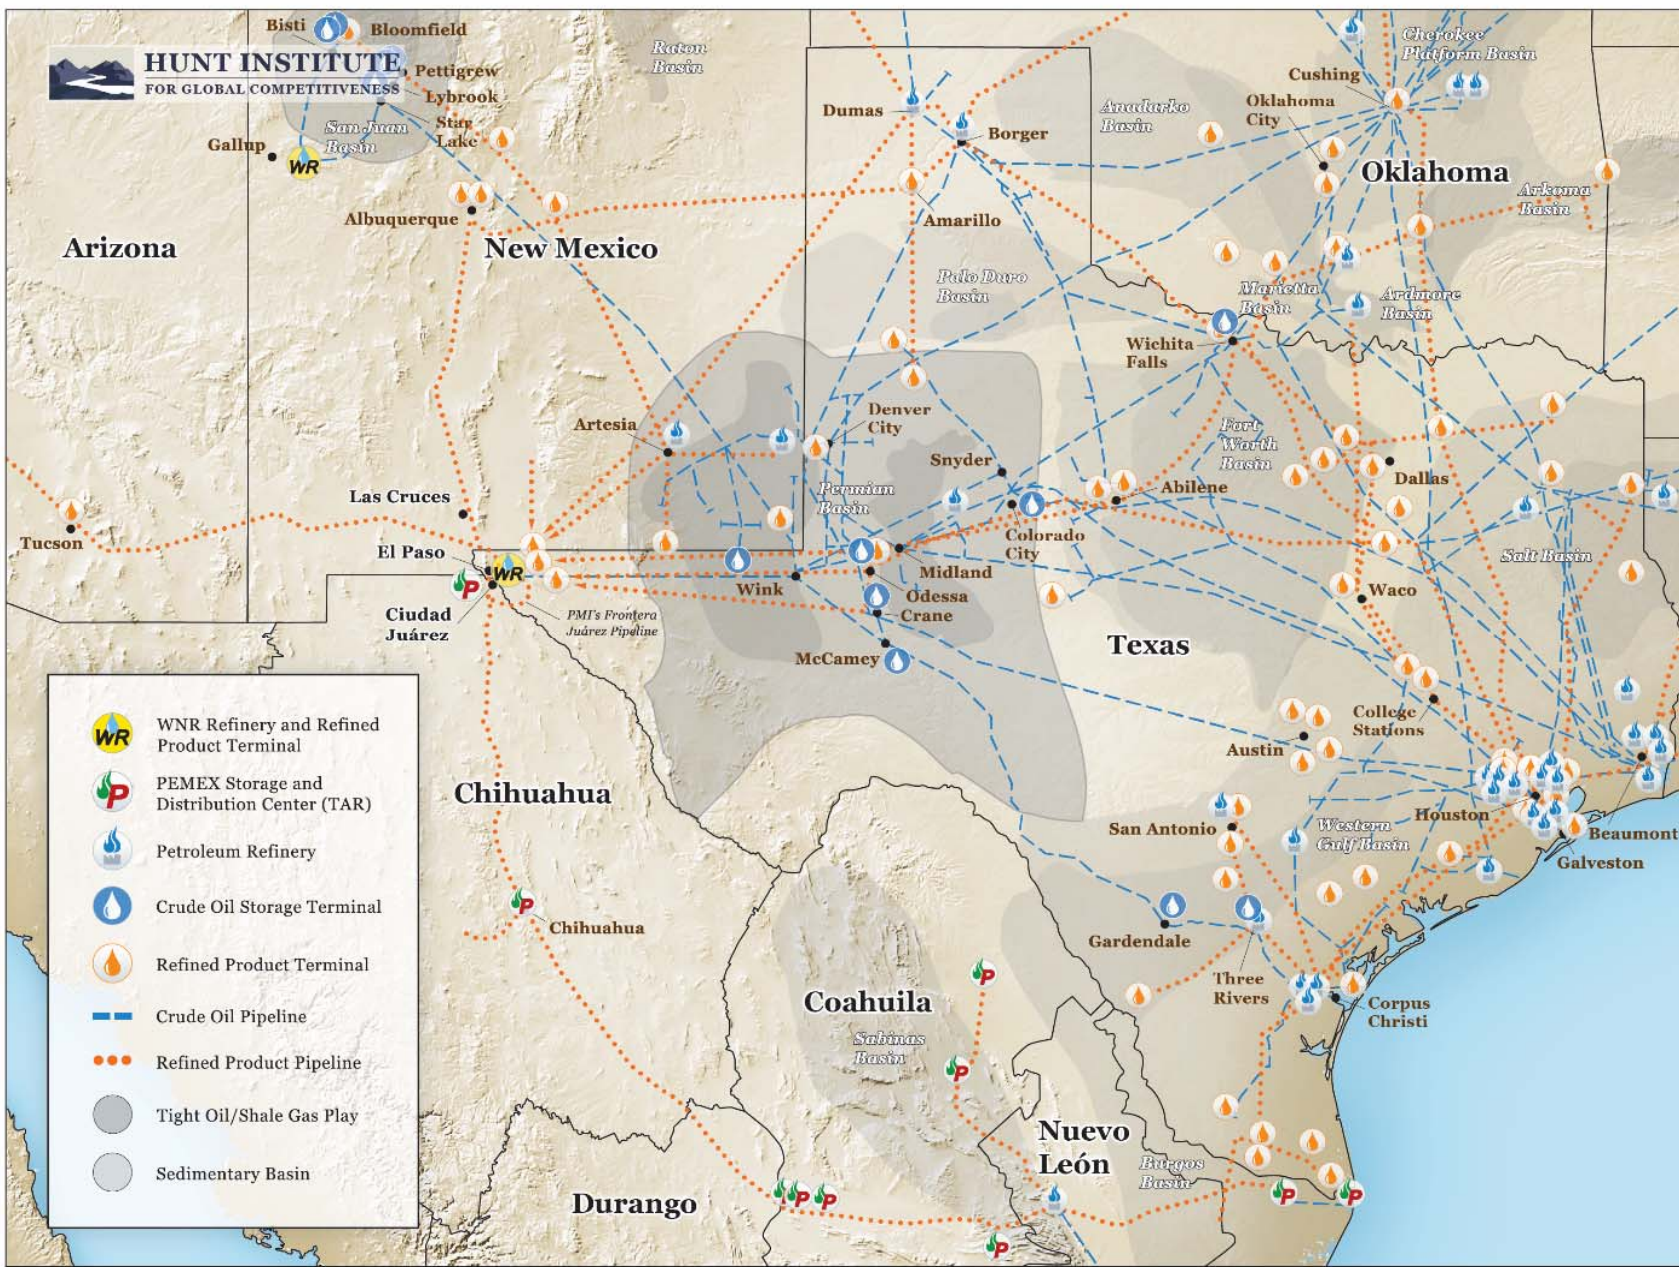 Bisti
Bloomfield
HUNT INSTITUTE
FOR GLOBAL COMPETITIVENESS
Pettigrew
Lybrook
Star
Lake
San Juan
Basin
Gallup
WR
Raton
Basin
Dumas
Borger
Anadarko
Basin
Cherokee
Platform Basin
Cushing
Oklahoma
City
Oklahoma
Arkoma
Basin
Albuquerque
Arizona
New Mexico
Amarillo
Palo Duro
Basin
Marietta
Basin
Ardmore
Basin
Wichita
Falls
Artesia
Denver
City
Snyder
Permian
Basin
Fort
Worth
Basin
Dallas
Abilene
Las Cruces
Tucson
El Paso
WR
P
Ciudad
Juárez
PMI's Frontera
Juárez Pipeline
Wink
Midland
Odessa
Crane
McCamey
Colorado
City
Salt Basin
Waco
Texas
College
Stations
Austin
San Antonio
Western
Gulf Basin
Houston
Beaumont
Galveston
Chihuahua
P
Chihuahua
Gardendale
Three
Rivers
Corpus
Christi
P
Coahuila
Sabinas
Basin
P
Nuevo
León
Burgos
Basin
Durango
P
P
P
P
P
P
WR
WNR Refinery and Refined
Product Terminal
P
PEMEX Storage and
Distribution Center (TAR)
Petroleum Refinery
Crude Oil Storage Terminal
Refined Product Terminal
Crude Oil Pipeline
Refined Product Pipeline
Tight Oil/Shale Gas Play
Sedimentary Basin